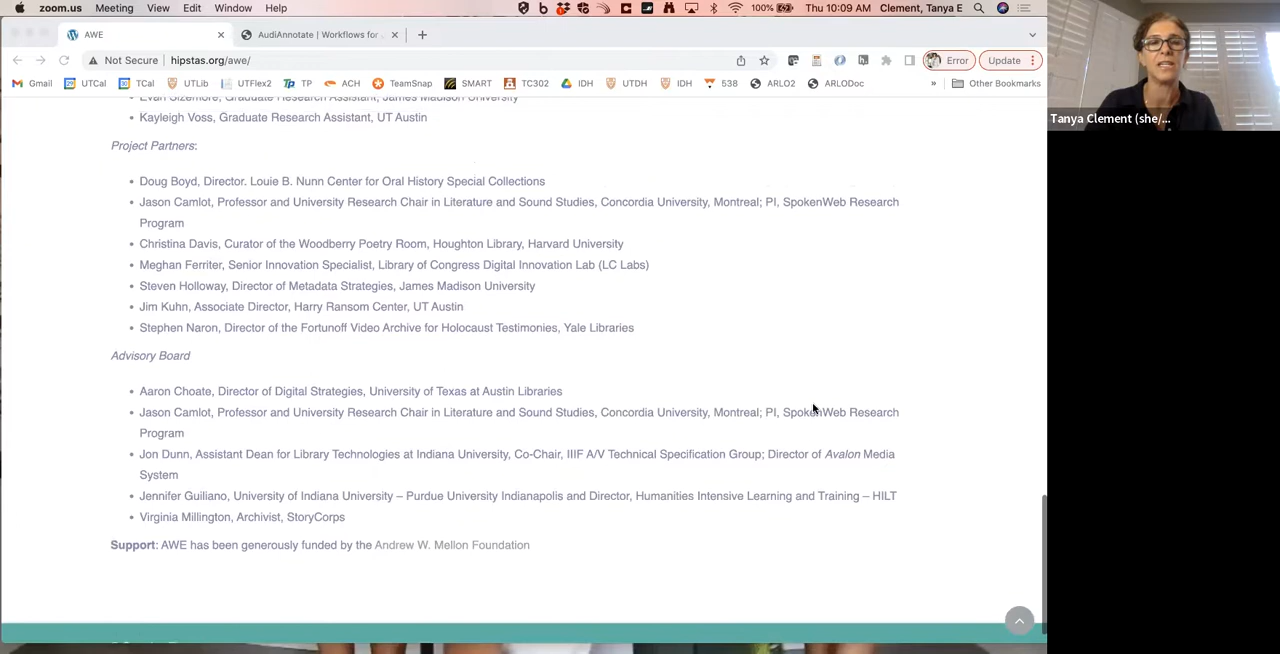 zoom.us Meeting View Edit Window Help 100% Thu 10:09 AM Clement, Tanya E
AWE AudiAnnotate | Workflows for
Not Secure hipstas.org/awe/ Error Update
Gmail UTCal TCal UTLib UTFlex2 TP ACH TeamSnap SMART TC302 IDH UTDH IDH 538 ARLO2 ARLODoc » Other Bookmarks
Tanya Clement (she/...
Evan Sizemore, Graduate Research Assistant, James Madison University
• Kayleigh Voss, Graduate Research Assistant, UT Austin
Project Partners:
• Doug Boyd, Director. Louie B. Nunn Center for Oral History Special Collections
• Jason Camlot, Professor and University Research Chair in Literature and Sound Studies, Concordia University, Montreal; PI, SpokenWeb Research
Program
• Christina Davis, Curator of the Woodberry Poetry Room, Houghton Library, Harvard University
• Meghan Ferriter, Senior Innovation Specialist, Library of Congress Digital Innovation Lab (LC Labs)
• Steven Holloway, Director of Metadata Strategies, James Madison University
• Jim Kuhn, Associate Director, Harry Ransom Center, UT Austin
• Stephen Naron, Director of the Fortunoff Video Archive for Holocaust Testimonies, Yale Libraries
Advisory Board
• Aaron Choate, Director of Digital Strategies, University of Texas at Austin Libraries
• Jason Camlot, Professor and University Research Chair in Literature and Sound Studies, Concordia University, Montreal; PI, SpokenWeb Research
Program
• Jon Dunn, Assistant Dean for Library Technologies at Indiana University, Co-Chair, IIIF A/V Technical Specification Group; Director of Avalon Media
System
• Jennifer Guiliano, University of Indiana University – Purdue University Indianapolis and Director, Humanities Intensive Learning and Training – HILT
• Virginia Millington, Archivist, StoryCorps
Support: AWE has been generously funded by the Andrew W. Mellon Foundation